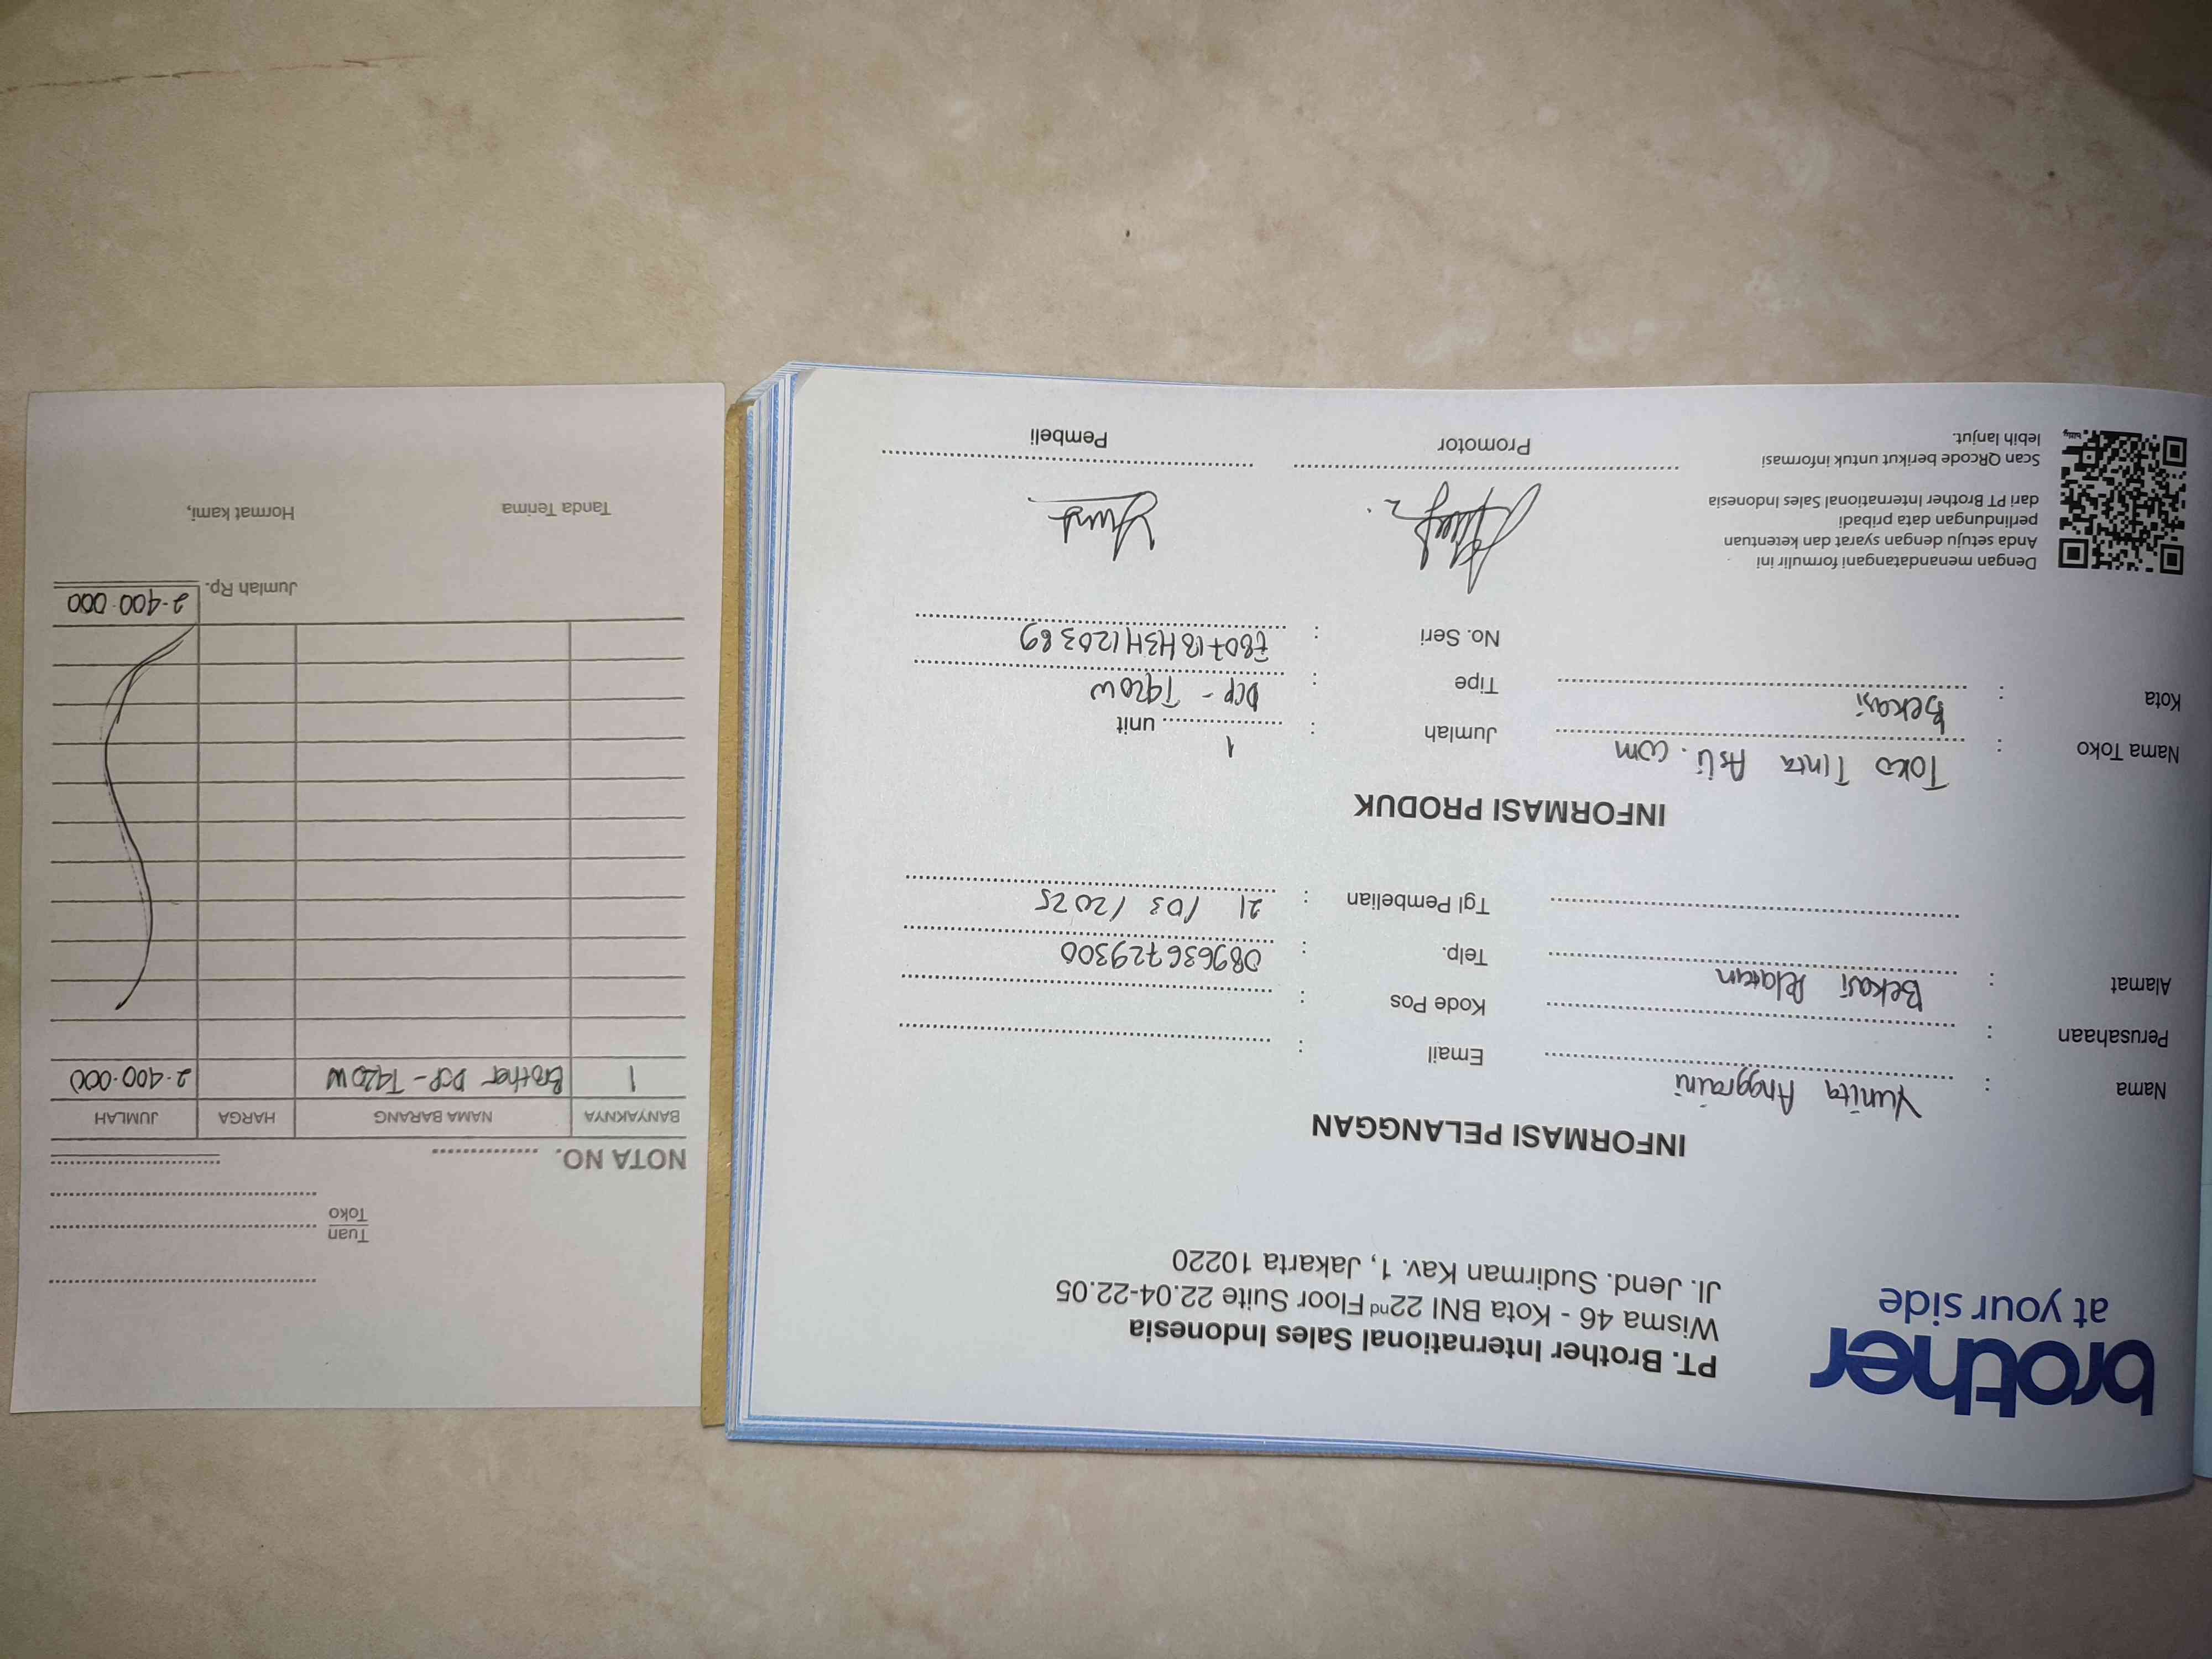 brother
at your side
PT. Brother International Sales Indonesia
Wisma 46 - Kota BNI 22nd Floor Suite 22.04-22.05
Jl. Jend. Sudirman Kav. 1, Jakarta 10220
INFORMASI PELANGGAN
Nama : Yunita Anggraini
Perusahaan :
Alamat : Bekasi Selatan
Email :
Kode Pos :
Telp. : 089636729300
Tgl Pembelian : 21 / 03 / 2025
INFORMASI PRODUK
Nama Toko : Toko Tinta Asli.com
Kota : Bekasi
Jumlah : 1 unit
Tipe : DCP - T920W
No. Seri :
Dengan menandatangani formulir ini
Anda setuju dengan syarat dan ketentuan
perlindungan data pribadi
dari PT Brother International Sales Indonesia
Scan QRcode berikut untuk informasi
lebih lanjut.
Promotor
Pembeli
Tuan
Toko
NOTA NO.
BANYAKNYA NAMA BARANG HARGA JUMLAH
1 Brother DCP - T920W 2.400.000
Jumlah Rp. 2.400.000
Tanda Terima Hormat kami,